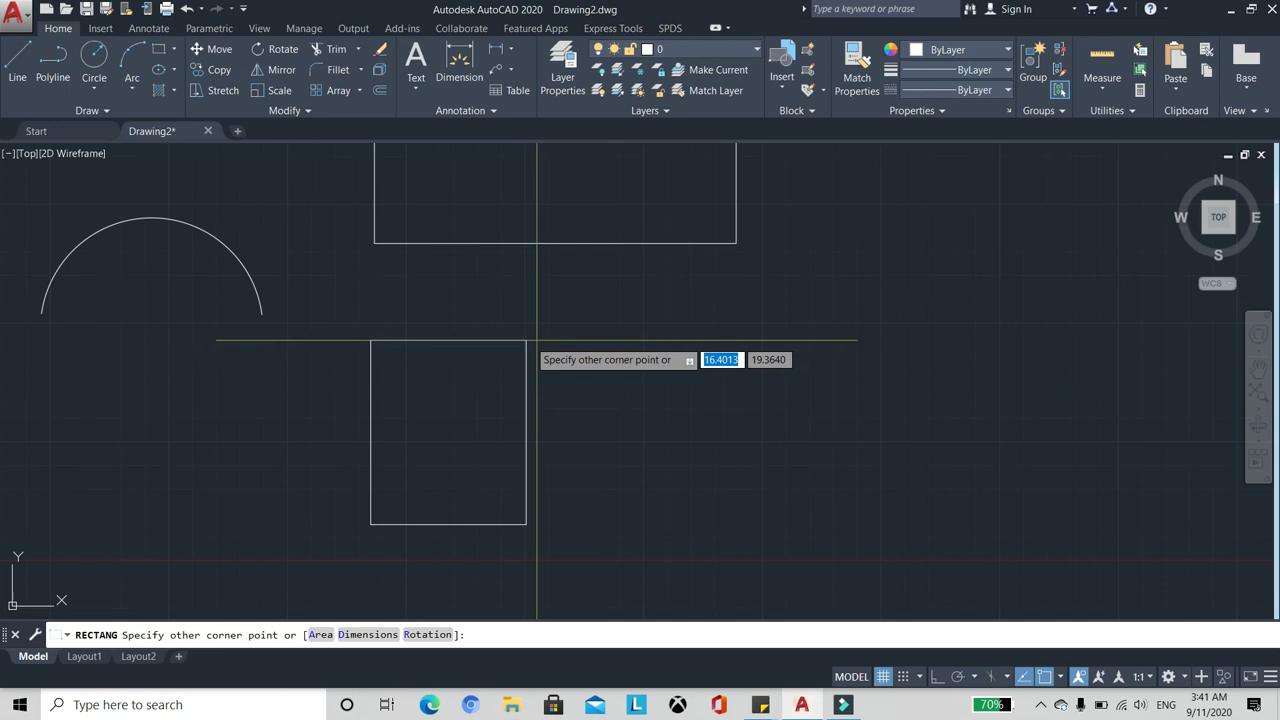 Autodesk AutoCAD 2020 Drawing2.dwg
Type a keyword or phrase
Sign In
Home Insert Annotate Parametric View Manage Output Add-ins Collaborate Featured Apps Express Tools SPDS
Line Polyline Circle Arc
Move Rotate Trim
Copy Mirror Fillet
Stretch Scale Array
Text Dimension Table
Layer Properties
0
Make Current
Match Layer
Insert
Match Properties
ByLayer
ByLayer
ByLayer
Group
Measure
Paste
Base
Draw Modify Annotation Layers Block Properties Groups Utilities Clipboard View
Start Drawing2*
[−][Top][2D Wireframe]
N
W TOP E
S
WCS
Specify other corner point or 16.4013 19.3640
Y
X
RECTANG Specify other corner point or [Area Dimensions Rotation]:
Model Layout1 Layout2
MODEL 1:1
Type here to search
70%
ENG
3:41 AM
9/11/2020